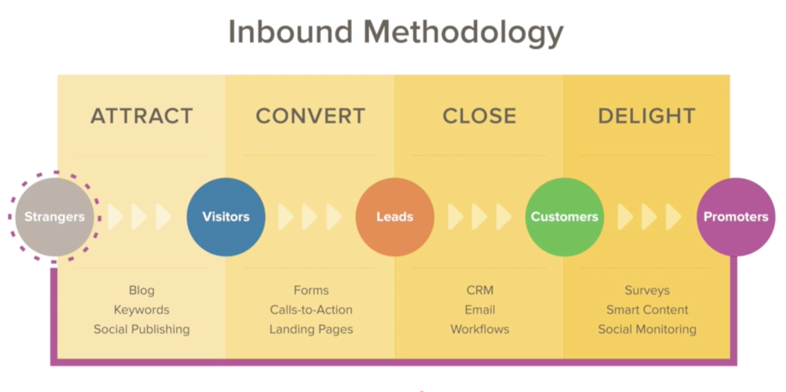 Inbound Methodology
ATTRACT CONVERT CLOSE DELIGHT
Strangers Visitors Leads Customers Promoters
Blog Forms CRM Surveys
Keywords Calls-to-Action Email Smart Content
Social Publishing Landing Pages Workflows Social Monitoring